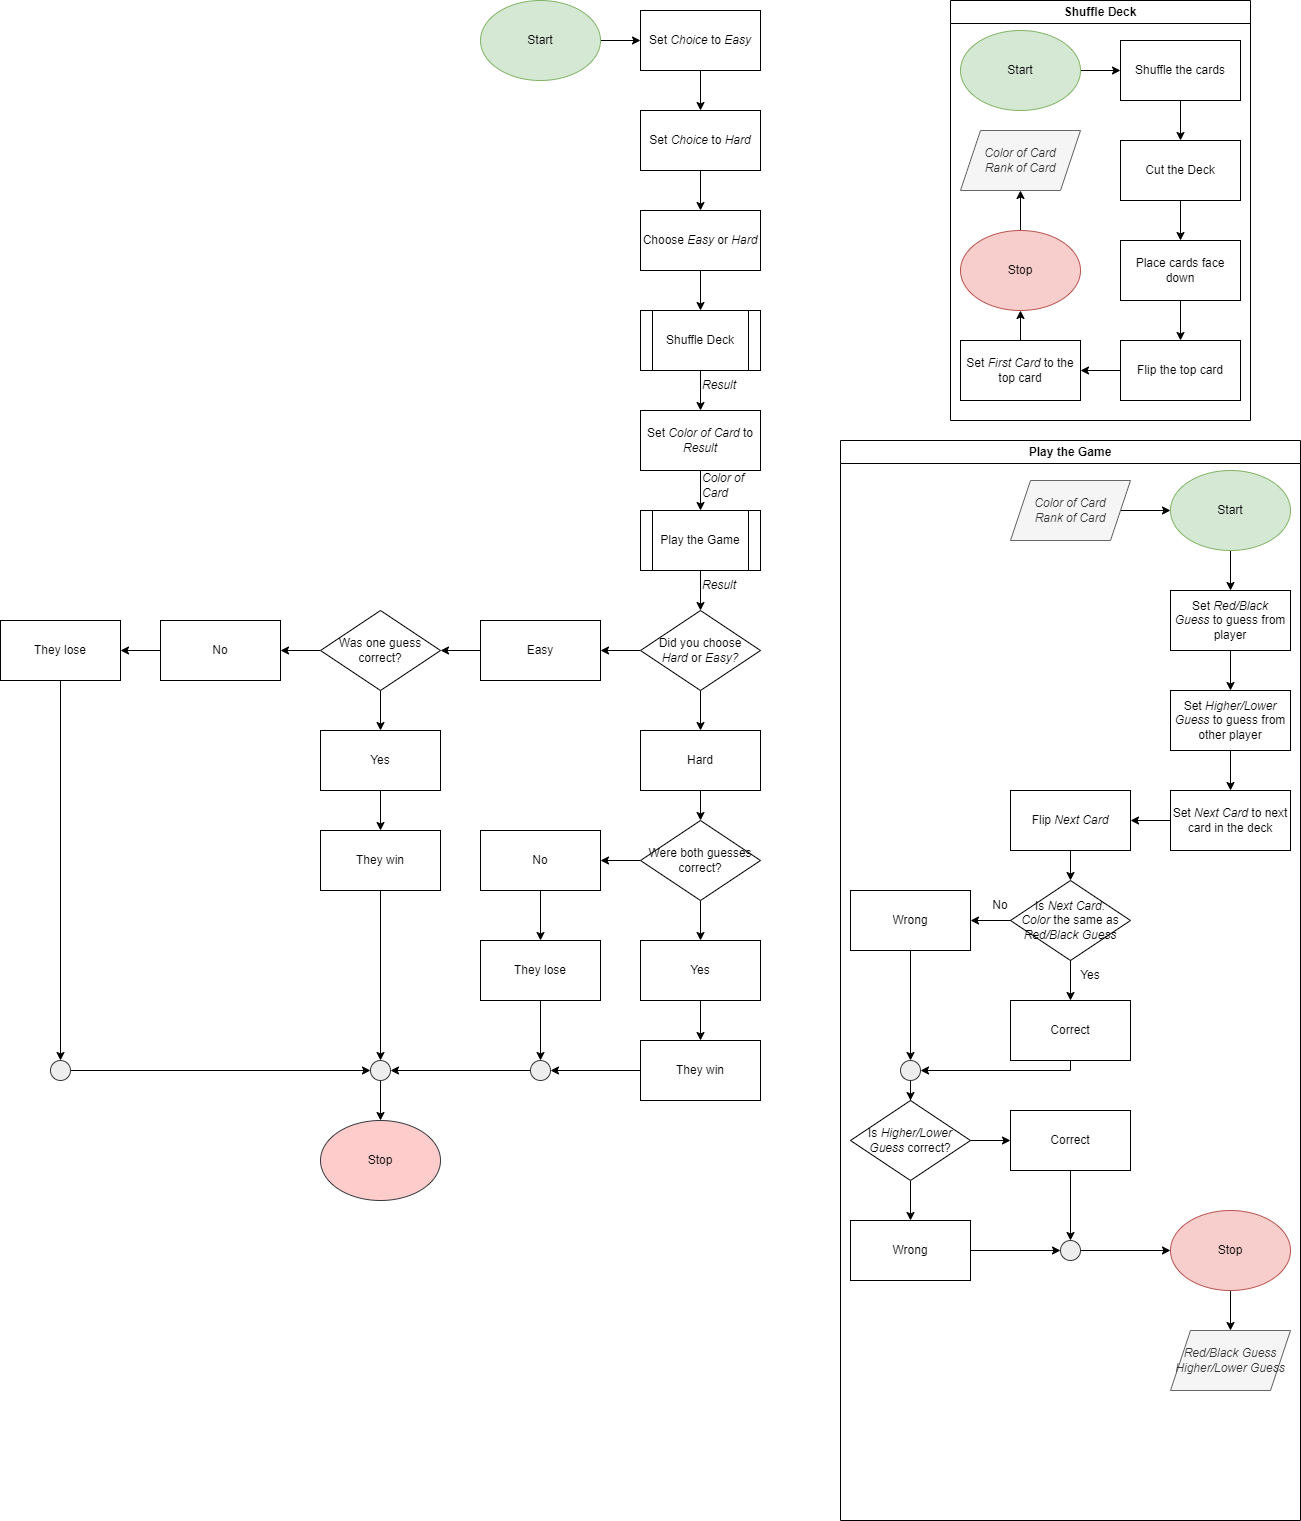 Start
Set Choice to Easy
Set Choice to Hard
Choose Easy or Hard
Shuffle Deck
Result
Set Color of Card to
Result
Color of
Card
Play the Game
Result
Did you choose
Hard or Easy?
Easy
Was one guess
correct?
No
They lose
Yes
They win
Hard
Were both guesses
correct?
No
They lose
Yes
They win
Stop
Shuffle Deck
Start
Shuffle the cards
Color of Card
Rank of Card
Cut the Deck
Stop
Place cards face
down
Set First Card to the
top card
Flip the top card
Play the Game
Color of Card
Rank of Card
Start
Set Red/Black
Guess to guess from
player
Set Higher/Lower
Guess to guess from
other player
Set Next Card to next
card in the deck
Flip Next Card
Is Next Card.
Color the same as
Red/Black Guess
No
Wrong
Yes
Correct
Is Higher/Lower
Guess correct?
Correct
Wrong
Stop
Red/Black Guess
Higher/Lower Guess